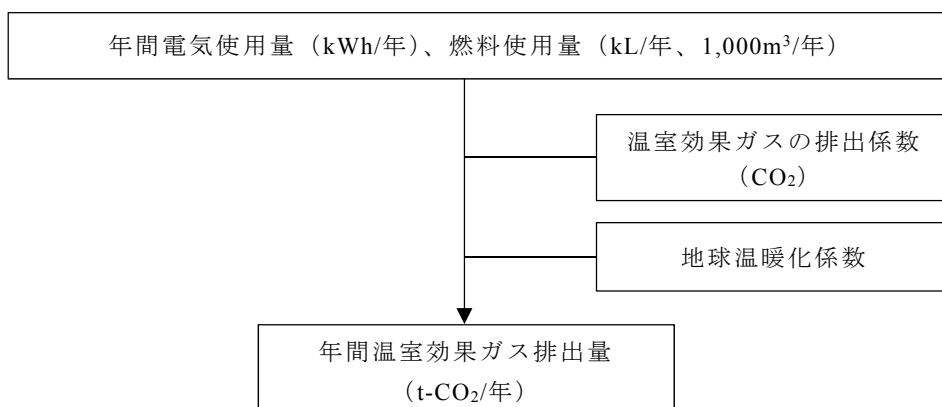 年間電気使用量（kWh/年）、燃料使用量（kL/年、1,000m³/年）
温室効果ガスの排出係数
（CO₂）
地球温暖化係数
年間温室効果ガス排出量
（t-CO₂/年）